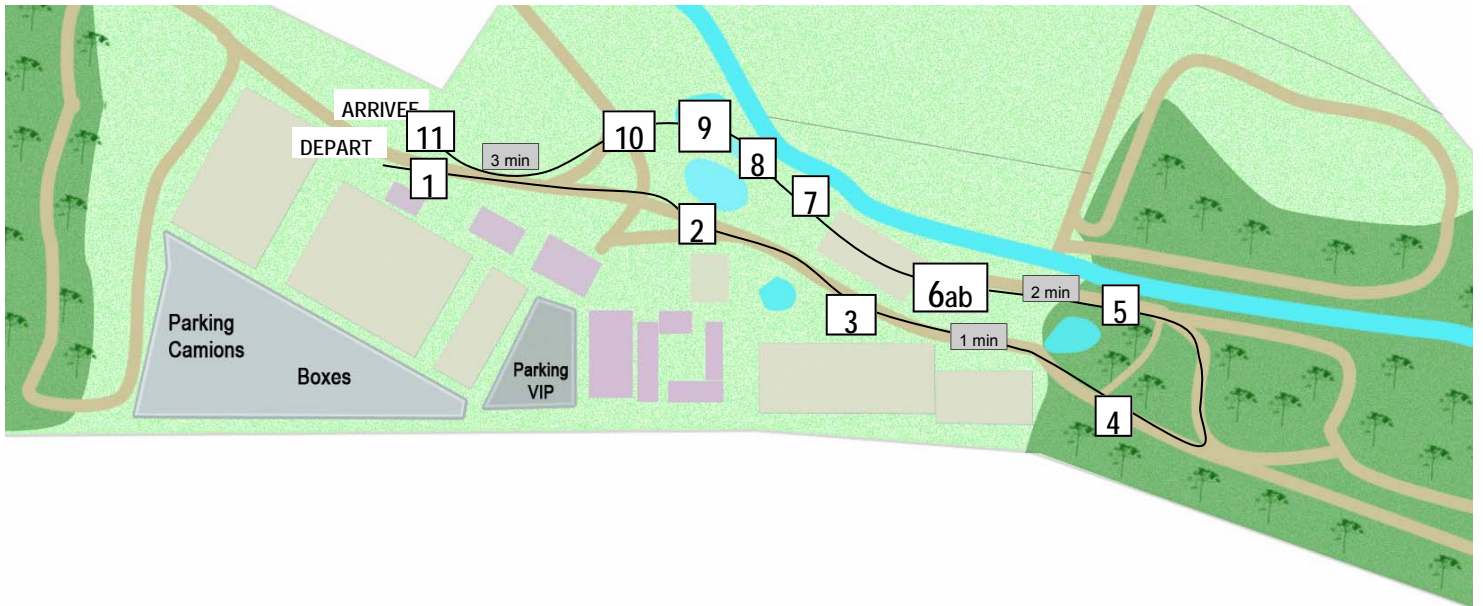 ARRIVEE
11
DEPART
1
3 min
10
9
8
7
2
6ab
2 min
5
3
1 min
4
Parking
Camions
Boxes
Parking
VIP